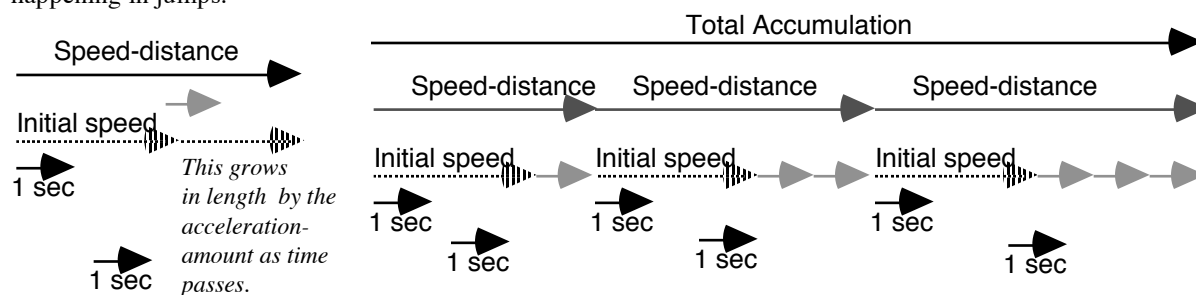 happening in jumps.
Speed-distance
Initial speed
1 sec
This grows
in length by the
acceleration-
amount as time
passes.
1 sec
Total Accumulation
Speed-distance Speed-distance Speed-distance
Initial speed Initial speed Initial speed
1 sec 1 sec 1 sec
1 sec 1 sec 1 sec